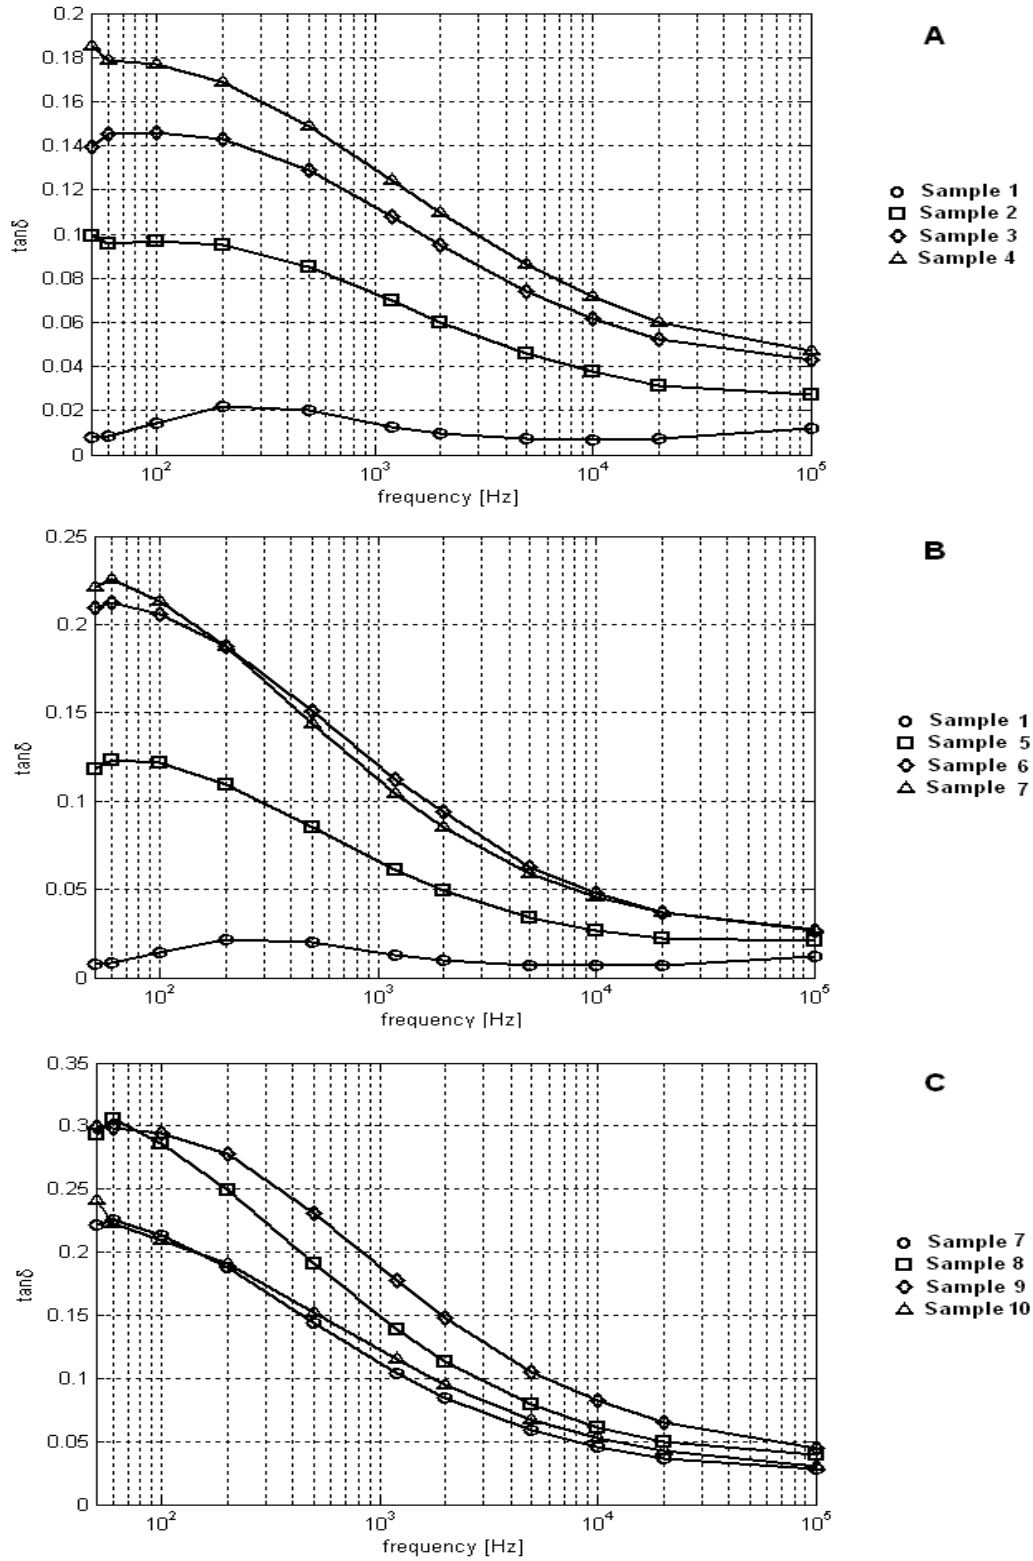 A
0.2
0.18
0.16
0.14
0.12
0.1
0.08
0.06
0.04
0.02
0
tanδ
10²
10³
10⁴
10⁵
frequency [Hz]
Sample 1
Sample 2
Sample 3
Sample 4
B
0.25
0.2
0.15
0.1
0.05
0
tanδ
10²
10³
10⁴
10⁵
frequency [Hz]
Sample 1
Sample 5
Sample 6
Sample 7
C
0.35
0.3
0.25
0.2
0.15
0.1
0.05
0
tanδ
10²
10³
10⁴
10⁵
frequency [Hz]
Sample 7
Sample 8
Sample 9
Sample 10